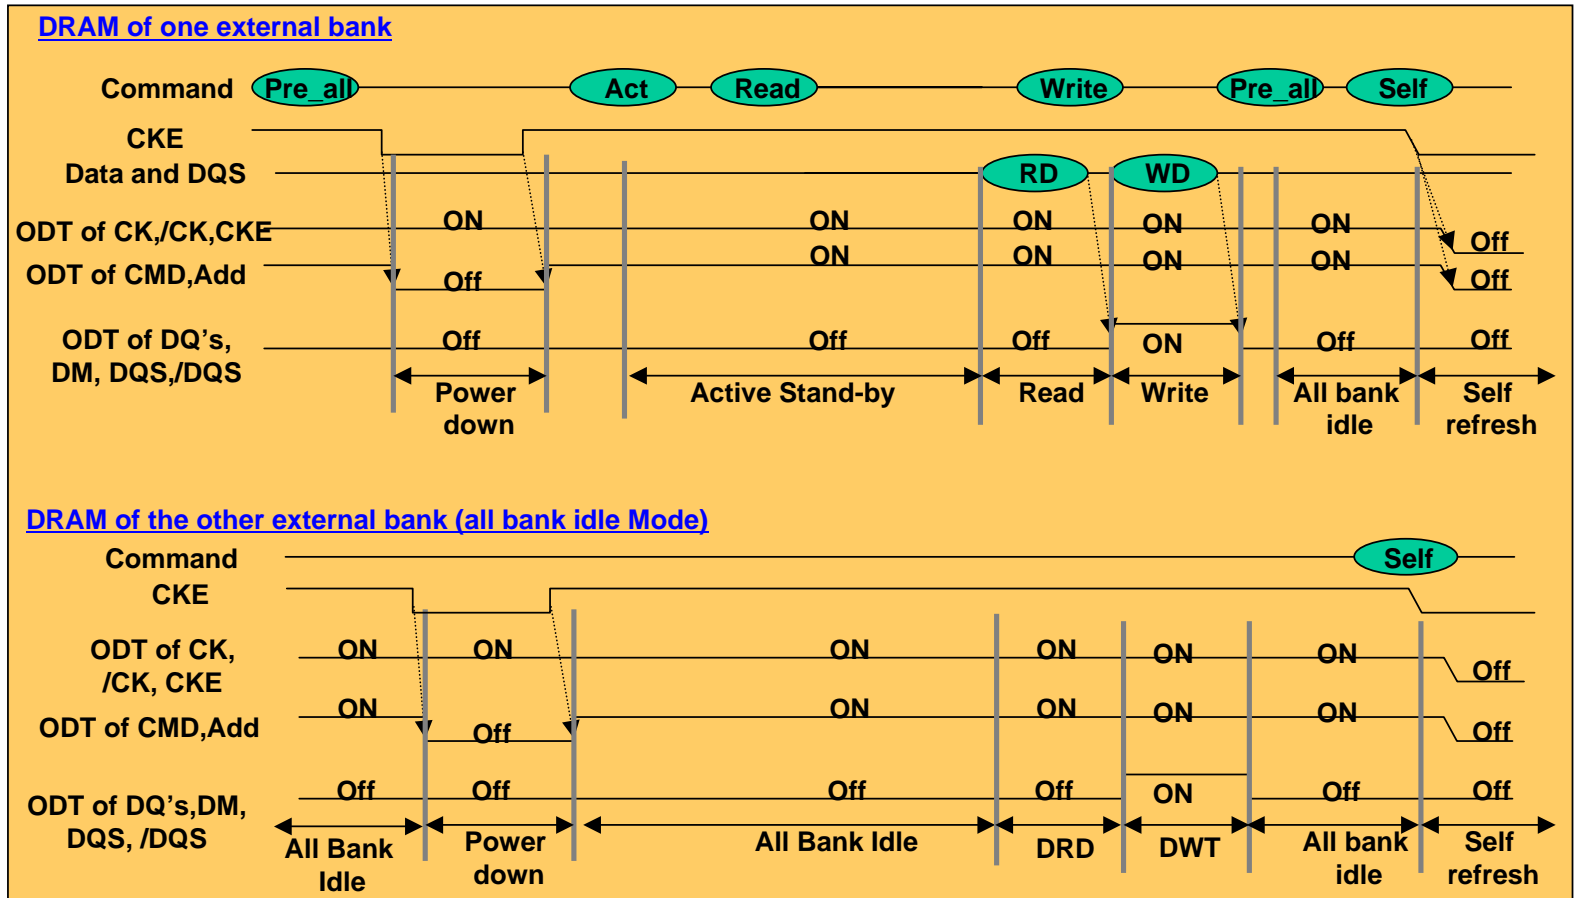 DRAM of one external bank
Command Pre_all Act Read Write Pre_all Self
CKE
Data and DQS RD WD
ODT of CK,/CK,CKE ON ON ON ON ON Off
ODT of CMD,Add Off ON ON ON ON Off
ODT of DQ's,
DM, DQS,/DQS Off Off Off ON Off Off
Power
down
Active Stand-by
Read
Write
All bank
idle
Self
refresh
DRAM of the other external bank (all bank idle Mode)
Command Self
CKE
ODT of CK,
/CK, CKE ON ON ON ON ON ON Off
ODT of CMD,Add ON Off ON ON ON ON Off
ODT of DQ's,DM,
DQS, /DQS Off Off Off Off ON Off Off
All Bank
Idle
Power
down
All Bank Idle
DRD
DWT
All bank
idle
Self
refresh